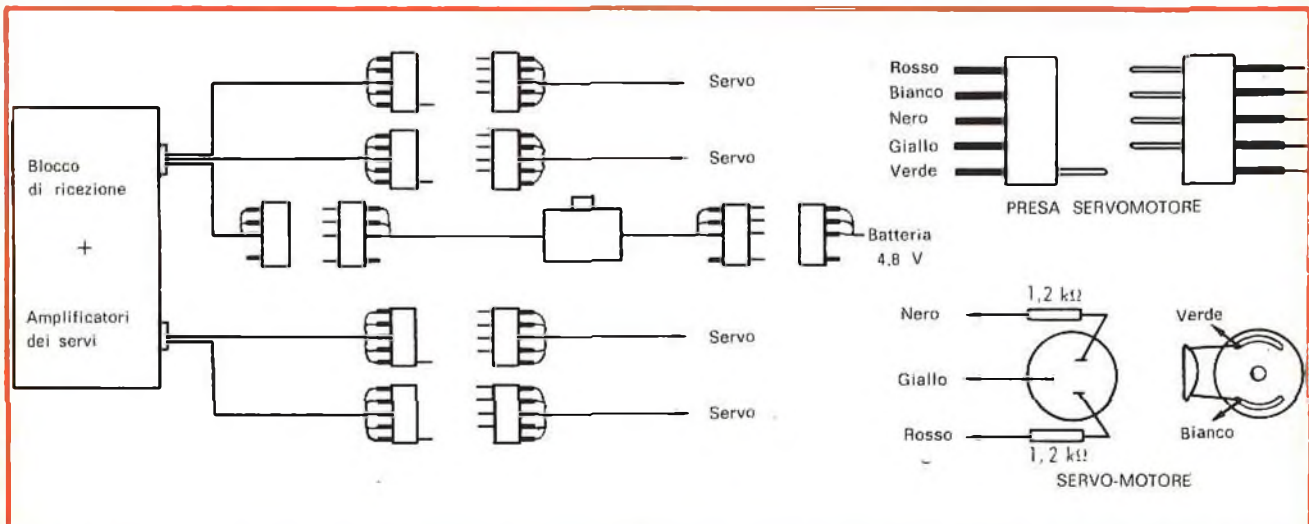 Blocco
di ricezione
+
Amplificatori
dei servi
Servo
Servo
Batteria
4.8 V
Servo
Servo
Rosso
Bianco
Nero
Giallo
Verde
PRESA SERVOMOTORE
Nero
1,2 kΩ
Giallo
Rosso
1,2 kΩ
Verde
Bianco
SERVO-MOTORE